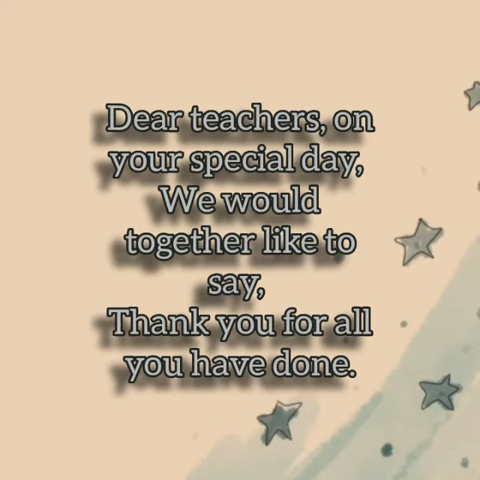 Dear teachers, on
your special day,
We would
together like to
say,
Thank you for all
you have done.